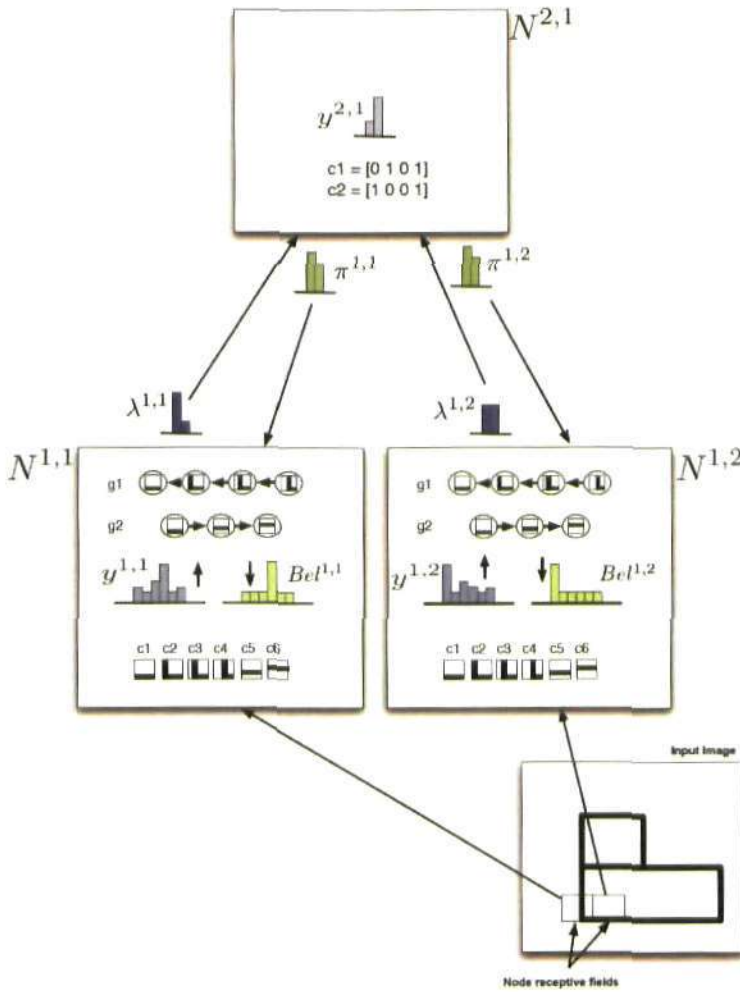 N^{2,1}
y^{2,1}
c1 = [0 1 0 1]
c2 = [1 0 0 1]
π^{1,1}
π^{1,2}
λ^{1,1}
λ^{1,2}
N^{1,1}
g1
g2
y^{1,1}
Bel^{1,1}
c1 c2 c3 c4 c5 c6
N^{1,2}
g1
g2
y^{1,2}
Bel^{1,2}
c1 c2 c3 c4 c5 c6
Input Image
Node receptive fields